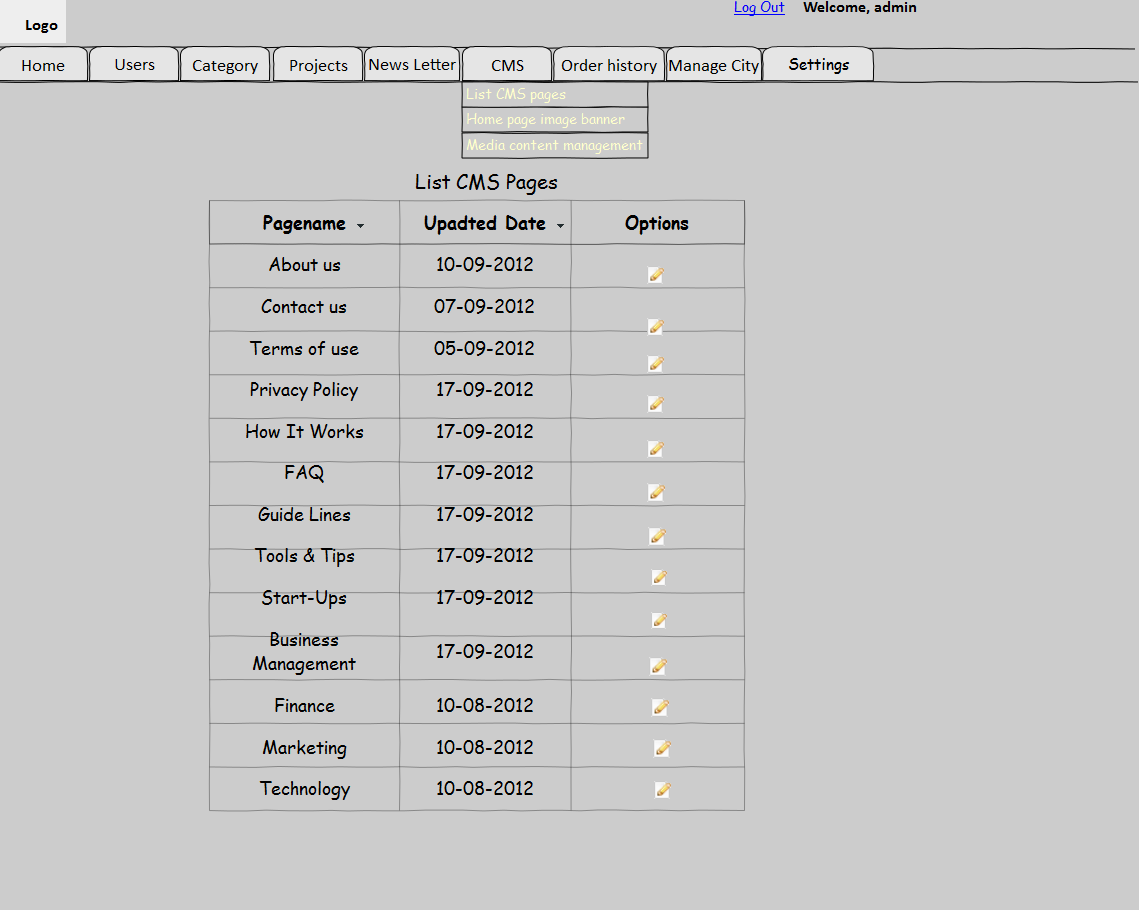 Logo
Log Out Welcome, admin
Home Users Category Projects News Letter CMS Order history Manage City Settings
List CMS pages
Home page image banner
Media content management
List CMS Pages
Pagename Upadted Date Options
About us 10-09-2012
Contact us 07-09-2012
Terms of use 05-09-2012
Privacy Policy 17-09-2012
How It Works 17-09-2012
FAQ 17-09-2012
Guide Lines 17-09-2012
Tools & Tips 17-09-2012
Start-Ups 17-09-2012
Business
Management 17-09-2012
Finance 10-08-2012
Marketing 10-08-2012
Technology 10-08-2012